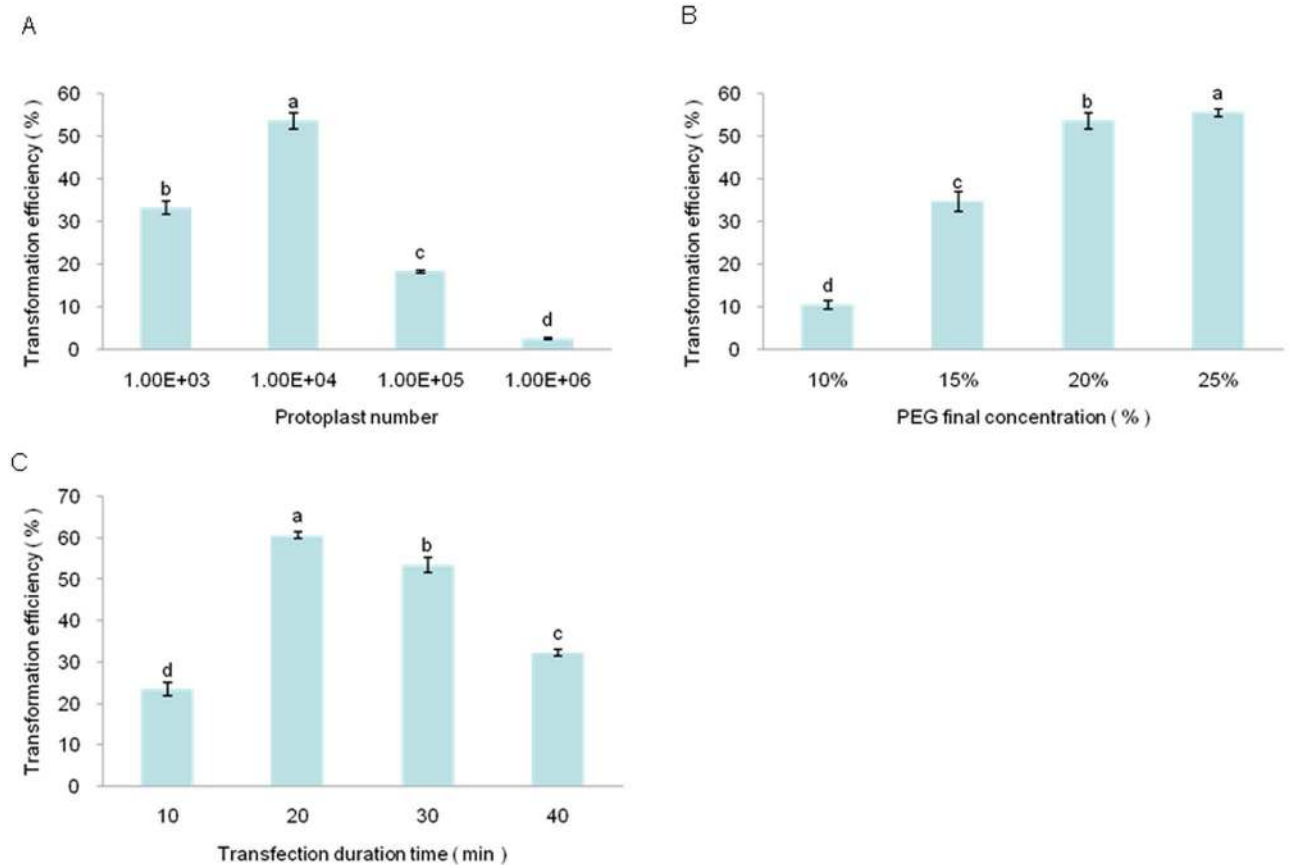 A
Transformation efficiency ( % )
60
50
40
30
20
10
0
b
a
c
d
1.00E+03 1.00E+04 1.00E+05 1.00E+06
Protoplast number
B
Transformation efficiency ( % )
60
50
40
30
20
10
0
d
c
b
a
10% 15% 20% 25%
PEG final concentration ( % )
C
Transformation efficiency ( % )
70
60
50
40
30
20
10
0
d
a
b
c
10 20 30 40
Transfection duration time ( min )